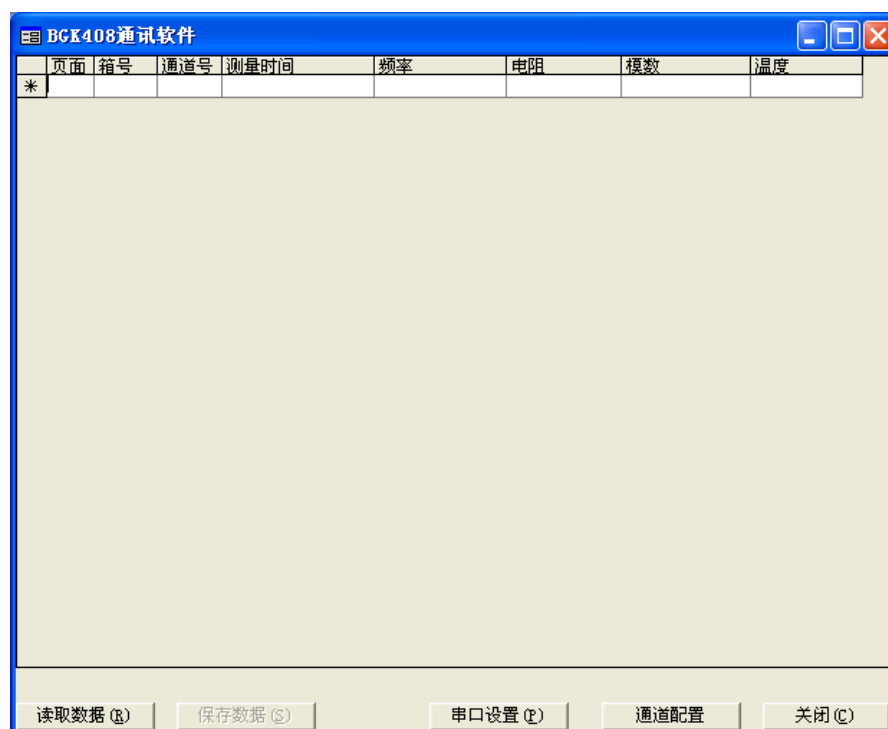 BGK408通讯软件
页面 箱号 通道号 测量时间 频率 电阻 模数 温度
*
读取数据(R) 保存数据(S) 串口设置(P) 通道配置 关闭(C)